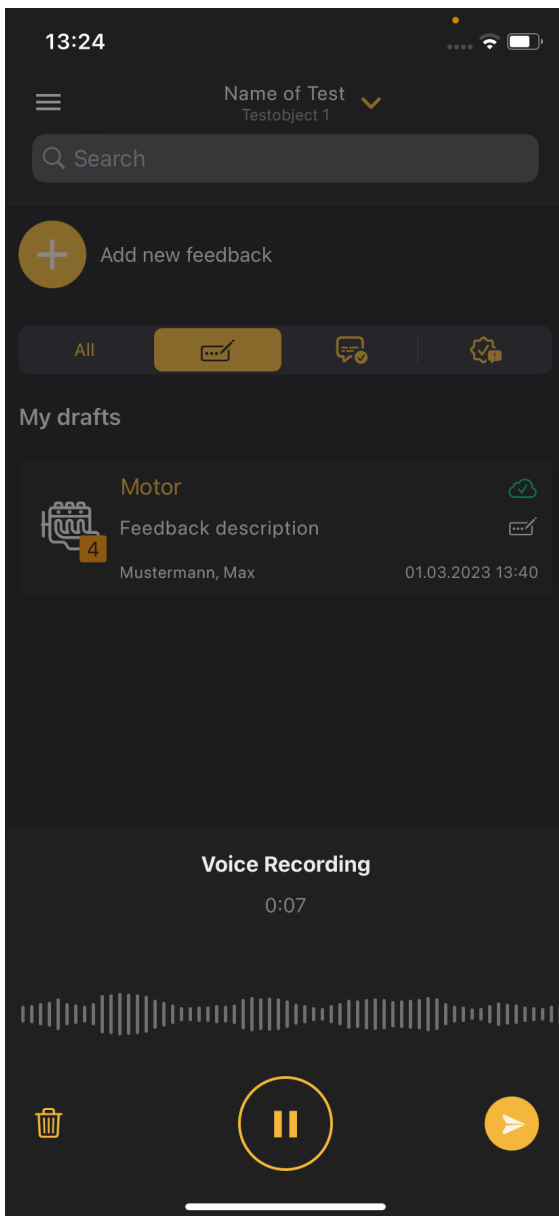 13:24
Name of Test
Testobject 1
Search
Add new feedback
All
My drafts
Motor
Feedback description
4
Mustermann, Max 01.03.2023 13:40
Voice Recording
0:07